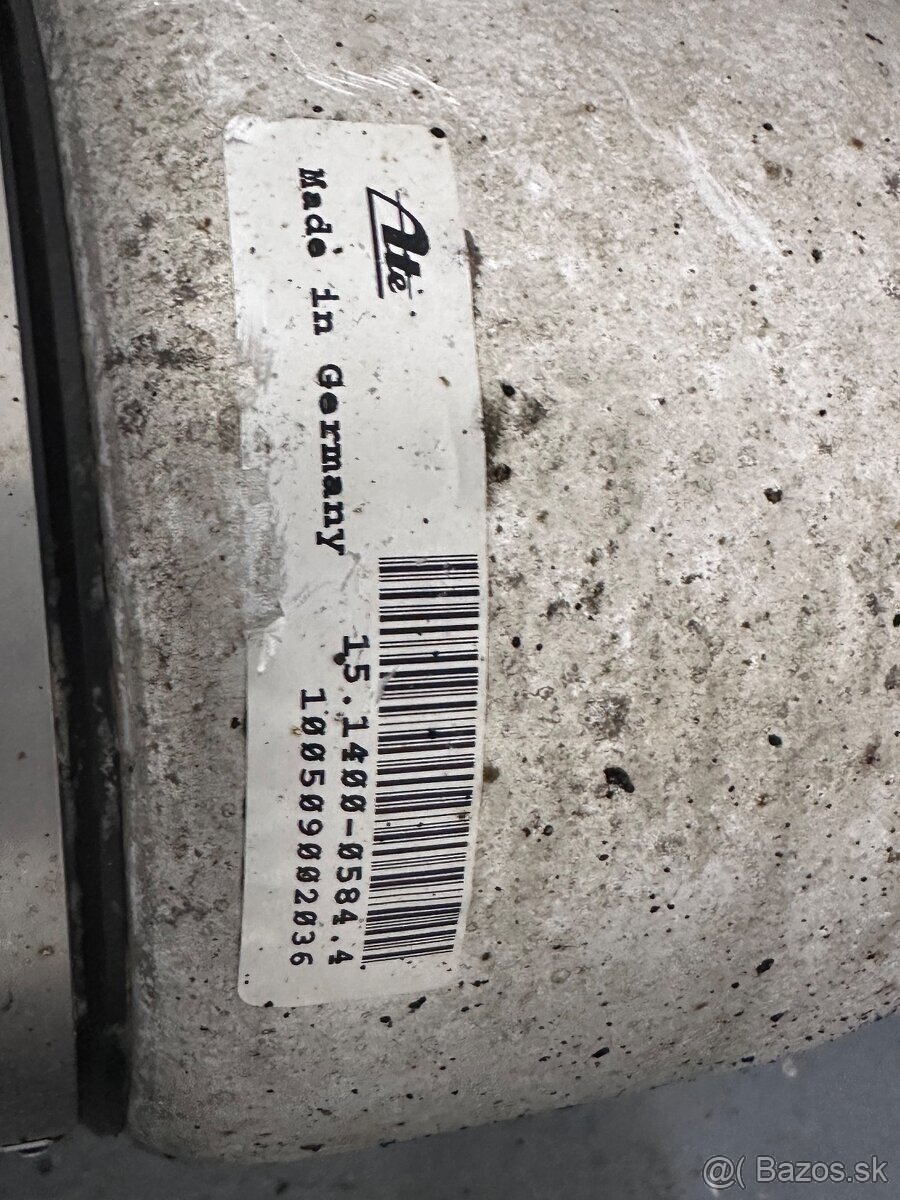 Ate
Made in Germany
15.1400-0584.4
100509002036
@( Bazos.sk